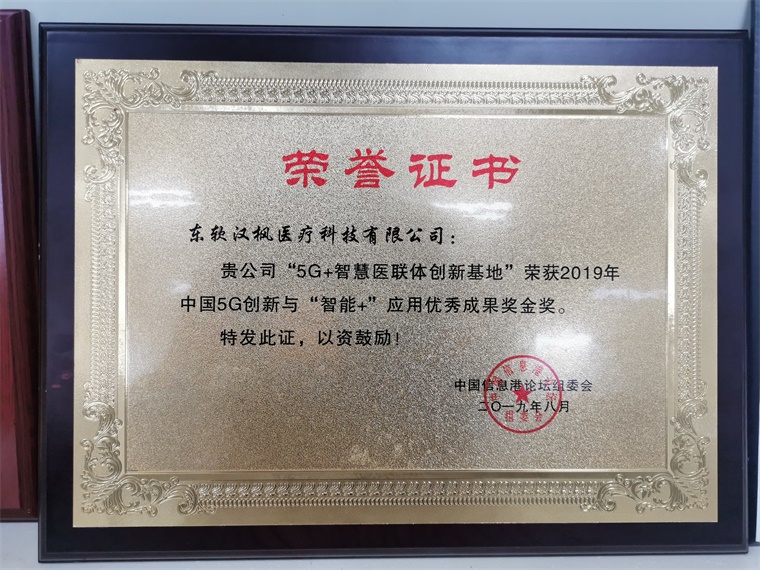 荣誉证书
东软汉枫医疗科技有限公司：
贵公司“5G+智慧医联体创新基地”荣获2019年
中国5G创新与“智能+”应用优秀成果奖金奖。
特发此证，以资鼓励！
中国信息港论坛组委会
二〇一九年八月
组委会